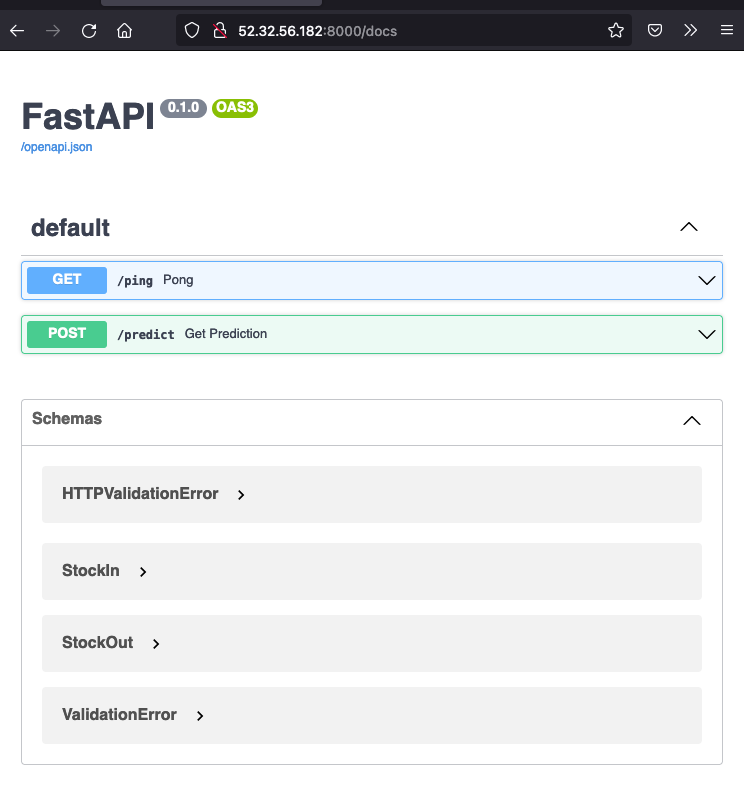 52.32.56.182:8000/docs
FastAPI 0.1.0 OAS3
/openapi.json
default
GET /ping Pong
POST /predict Get Prediction
Schemas
HTTPValidationError
StockIn
StockOut
ValidationError